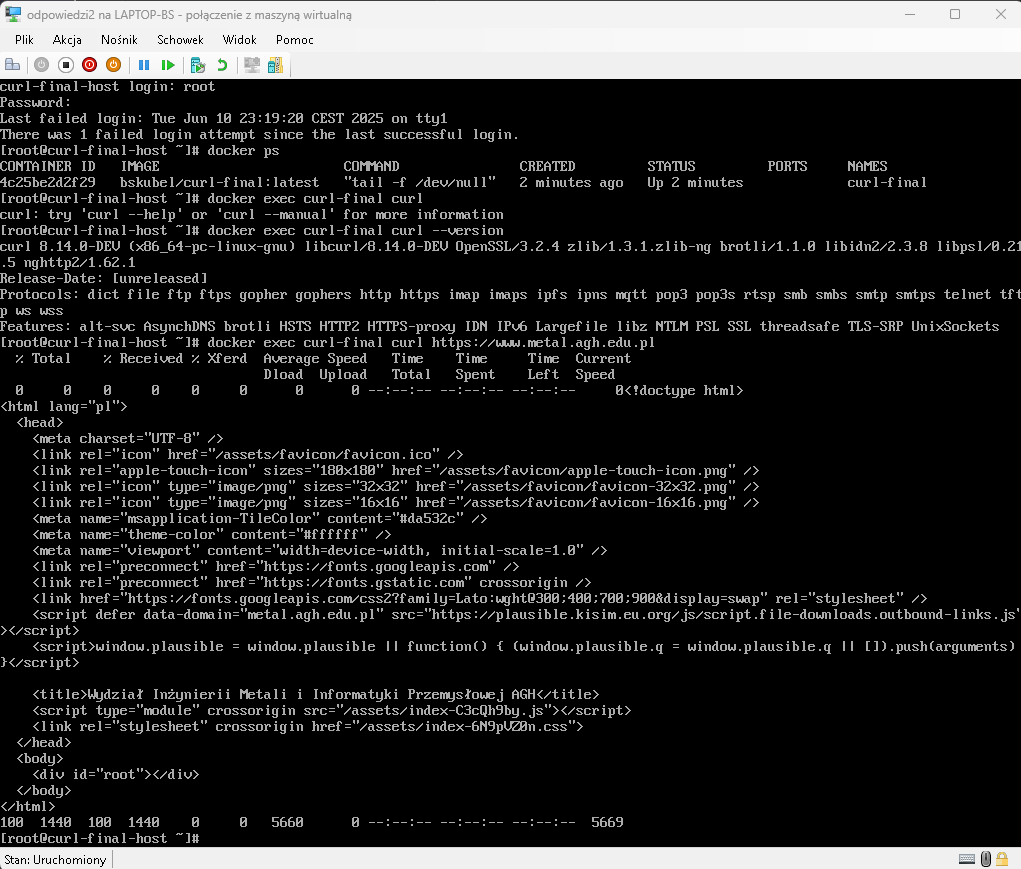 odpowiedzi2 na LAPTOP-BS - połączenie z maszyną wirtualną
Plik Akcja Nośnik Schowek Widok Pomoc
curl-final-host login: root
Password:
Last failed login: Tue Jun 10 23:19:20 CEST 2025 on tty1
There was 1 failed login attempt since the last successful login.
[root@curl-final-host ~]# docker ps
CONTAINER ID   IMAGE                       COMMAND               CREATED         STATUS         PORTS     NAMES
4c25be2d2f29   bskubel/curl-final:latest   "tail -f /dev/null"   2 minutes ago   Up 2 minutes             curl-final
[root@curl-final-host ~]# docker exec curl-final curl
curl: try 'curl --help' or 'curl --manual' for more information
[root@curl-final-host ~]# docker exec curl-final curl --version
curl 8.14.0-DEV (x86_64-pc-linux-gnu) libcurl/8.14.0-DEV OpenSSL/3.2.4 zlib/1.3.1.zlib-ng brotli/1.1.0 libidn2/2.3.8 libpsl/0.21
.5 nghttp2/1.62.1
Release-Date: [unreleased]
Protocols: dict file ftp ftps gopher gophers http https imap imaps ipfs ipns mqtt pop3 pop3s rtsp smb smbs smtp smtps telnet tft
p ws wss
Features: alt-svc AsynchDNS brotli HSTS HTTP2 HTTPS-proxy IDN IPv6 Largefile libz NTLM PSL SSL threadsafe TLS-SRP UnixSockets
[root@curl-final-host ~]# docker exec curl-final curl https://www.metal.agh.edu.pl
  % Total    % Received % Xferd  Average Speed   Time    Time     Time  Current
                                 Dload  Upload   Total   Spent    Left  Speed
  0     0    0     0    0     0      0      0 --:--:-- --:--:-- --:--:--     0<!doctype html>
<html lang="pl">
  <head>
    <meta charset="UTF-8" />
    <link rel="icon" href="/assets/favicon/favicon.ico" />
    <link rel="apple-touch-icon" sizes="180x180" href="/assets/favicon/apple-touch-icon.png" />
    <link rel="icon" type="image/png" sizes="32x32" href="/assets/favicon/favicon-32x32.png" />
    <link rel="icon" type="image/png" sizes="16x16" href="/assets/favicon/favicon-16x16.png" />
    <meta name="msapplication-TileColor" content="#da532c" />
    <meta name="theme-color" content="#ffffff" />
    <meta name="viewport" content="width=device-width, initial-scale=1.0" />
    <link rel="preconnect" href="https://fonts.googleapis.com" />
    <link rel="preconnect" href="https://fonts.gstatic.com" crossorigin />
    <link href="https://fonts.googleapis.com/css2?family=Lato:wght@300;400;700;900&display=swap" rel="stylesheet" />
    <script defer data-domain="metal.agh.edu.pl" src="https://plausible.kisim.eu.org/js/script.file-downloads.outbound-links.js"
></script>
    <script>window.plausible = window.plausible || function() { (window.plausible.q = window.plausible.q || []).push(arguments)
}</script>
    <title>Wydział Inżynierii Metali i Informatyki Przemysłowej AGH</title>
    <script type="module" crossorigin src="/assets/index-C3cQh9by.js"></script>
    <link rel="stylesheet" crossorigin href="/assets/index-6N9pVZ0n.css">
  </head>
  <body>
    <div id="root"></div>
  </body>
</html>
100  1440  100  1440    0     0   5660      0 --:--:-- --:--:-- --:--:--  5669
[root@curl-final-host ~]#
Stan: Uruchomiony